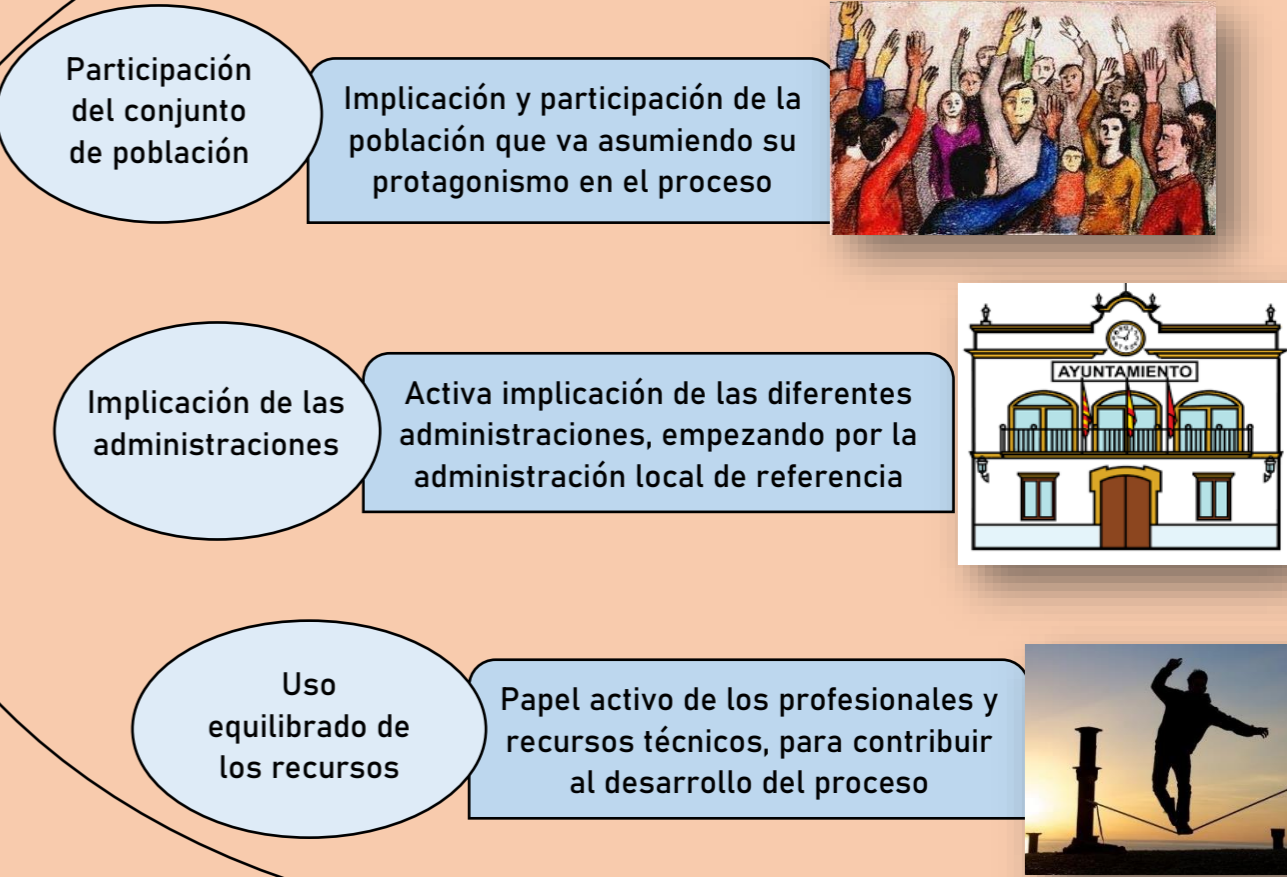 Participación
del conjunto
de población
Implicación y participación de la
población que va asumiendo su
protagonismo en el proceso
Implicación de las
administraciones
Activa implicación de las diferentes
administraciones, empezando por la
administración local de referencia
AYUNTAMIENTO
Uso
equilibrado de
los recursos
Papel activo de los profesionales y
recursos técnicos, para contribuir
al desarrollo del proceso